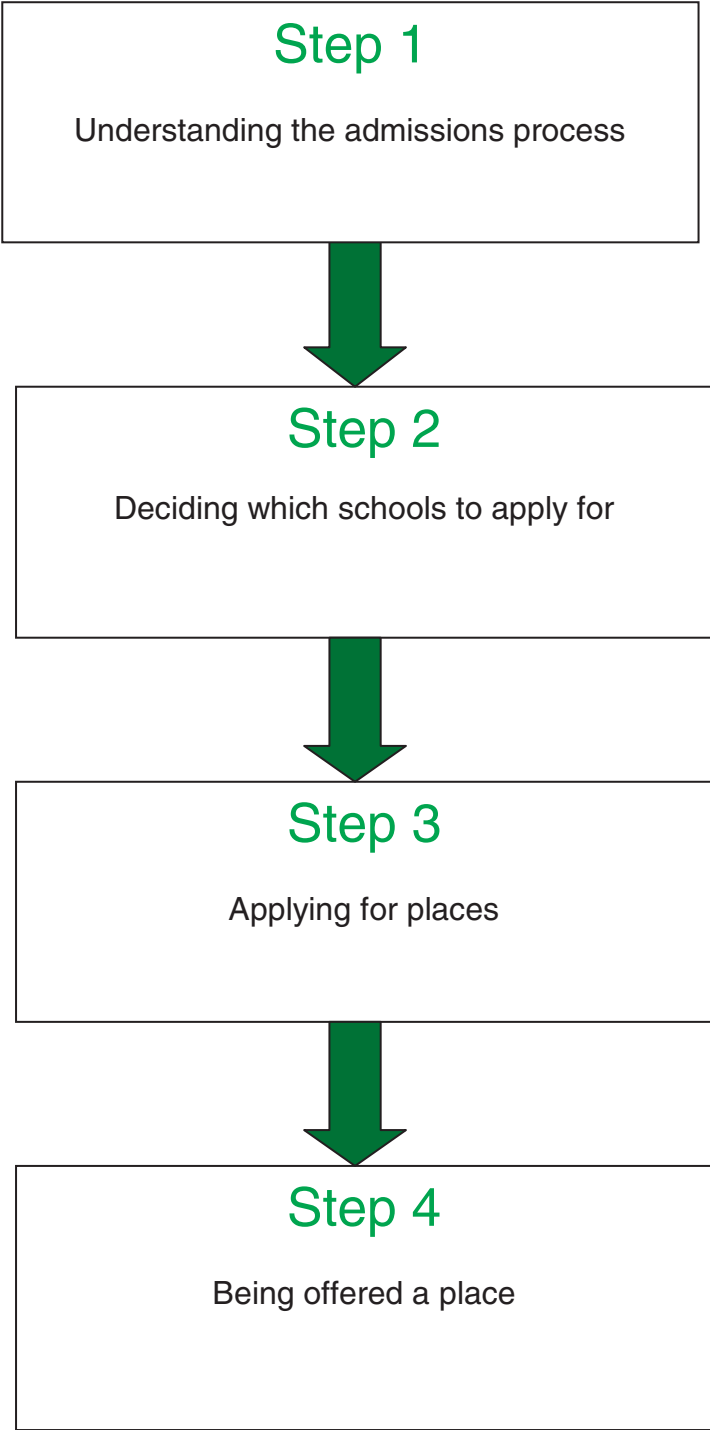 Step 1
Understanding the admissions process
Step 2
Deciding which schools to apply for
Step 3
Applying for places
Step 4
Being offered a place